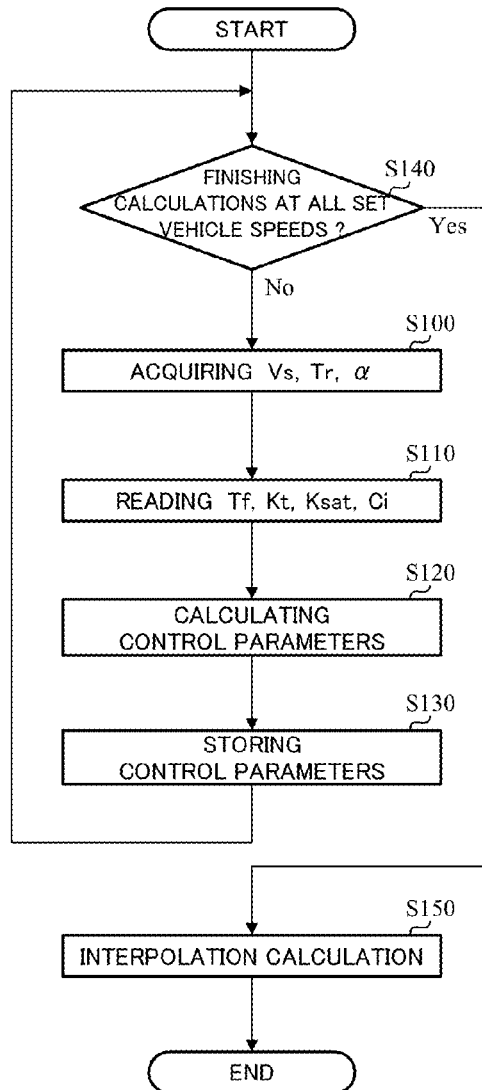 START
S140
FINISHING
CALCULATIONS AT ALL SET
VEHICLE SPEEDS ?
Yes
No
S100
ACQUIRING Vs, Tr, α
S110
READING Tf, Kt, Ksat, Ci
S120
CALCULATING
CONTROL PARAMETERS
S130
STORING
CONTROL PARAMETERS
S150
INTERPOLATION CALCULATION
END